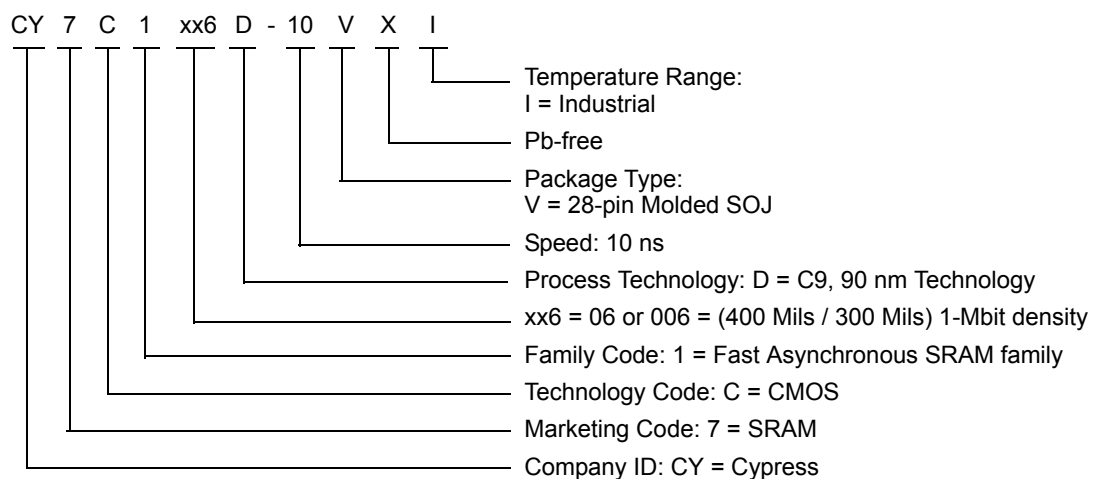 CY 7 C 1 xx6 D - 10 V X I
Temperature Range:
I = Industrial
Pb-free
Package Type:
V = 28-pin Molded SOJ
Speed: 10 ns
Process Technology: D = C9, 90 nm Technology
xx6 = 06 or 006 = (400 Mils / 300 Mils) 1-Mbit density
Family Code: 1 = Fast Asynchronous SRAM family
Technology Code: C = CMOS
Marketing Code: 7 = SRAM
Company ID: CY = Cypress